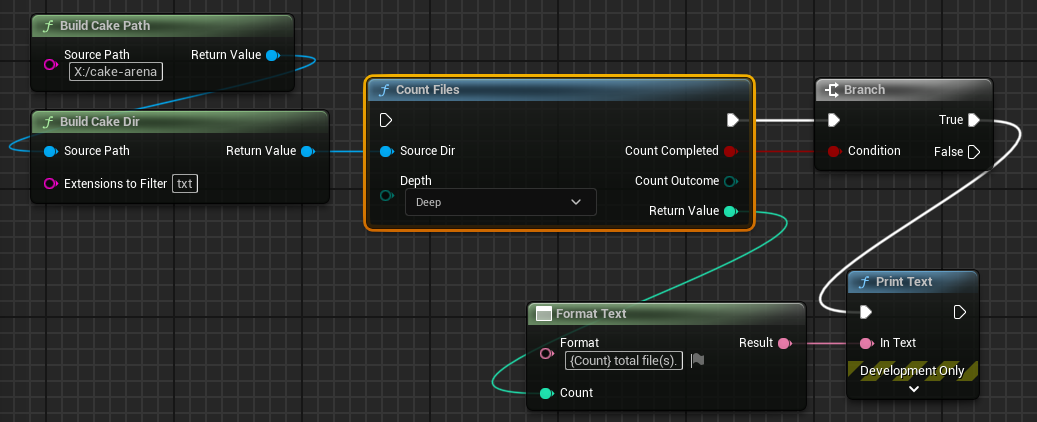 Build Cake Path
Source Path
Return Value
X:/cake-arena
Build Cake Dir
Source Path
Return Value
Extensions to Filter
txt
Count Files
Source Dir
Count Completed
Depth
Deep
Count Outcome
Return Value
Branch
True
Condition
False
Format Text
Format
{Count} total file(s).
Result
Count
Print Text
In Text
Development Only